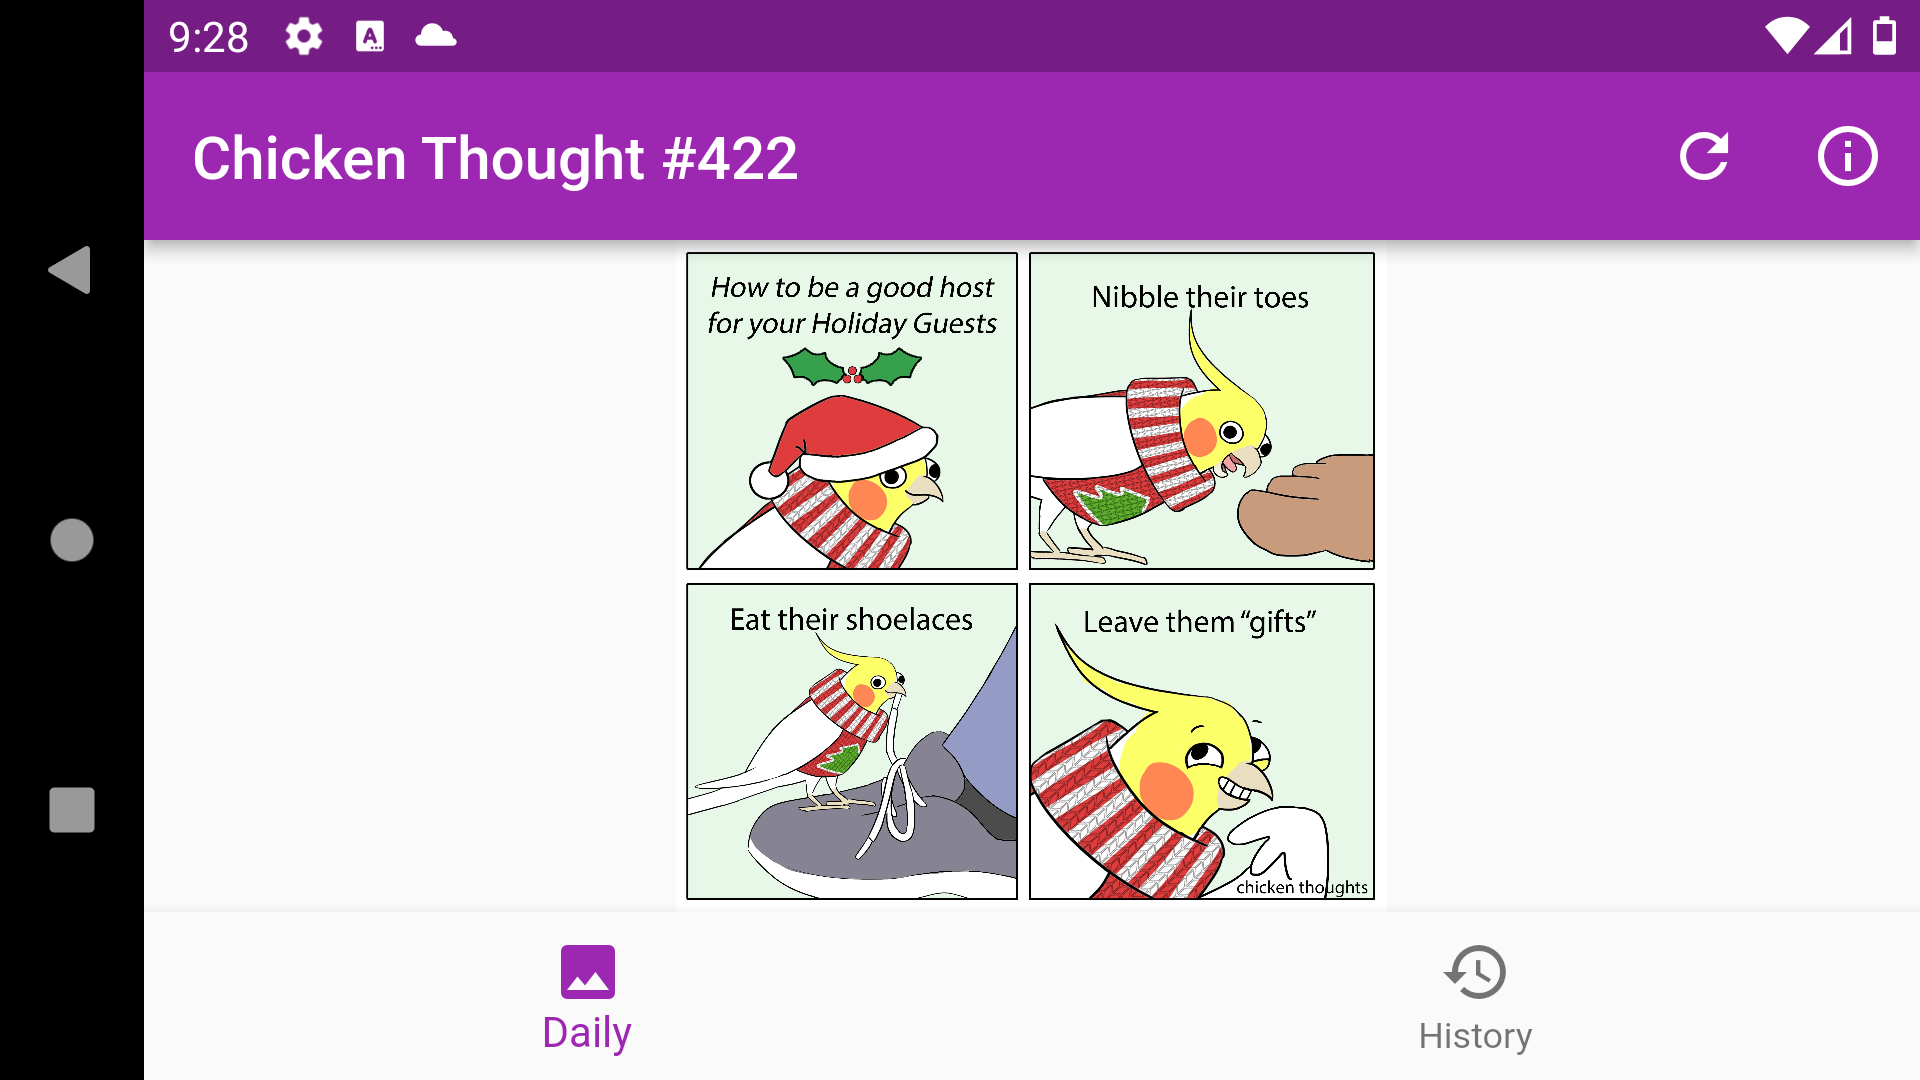 9:28
Chicken Thought #422
How to be a good host
for your Holiday Guests
Nibble their toes
Eat their shoelaces
Leave them “gifts”
chicken thoughts
Daily
History